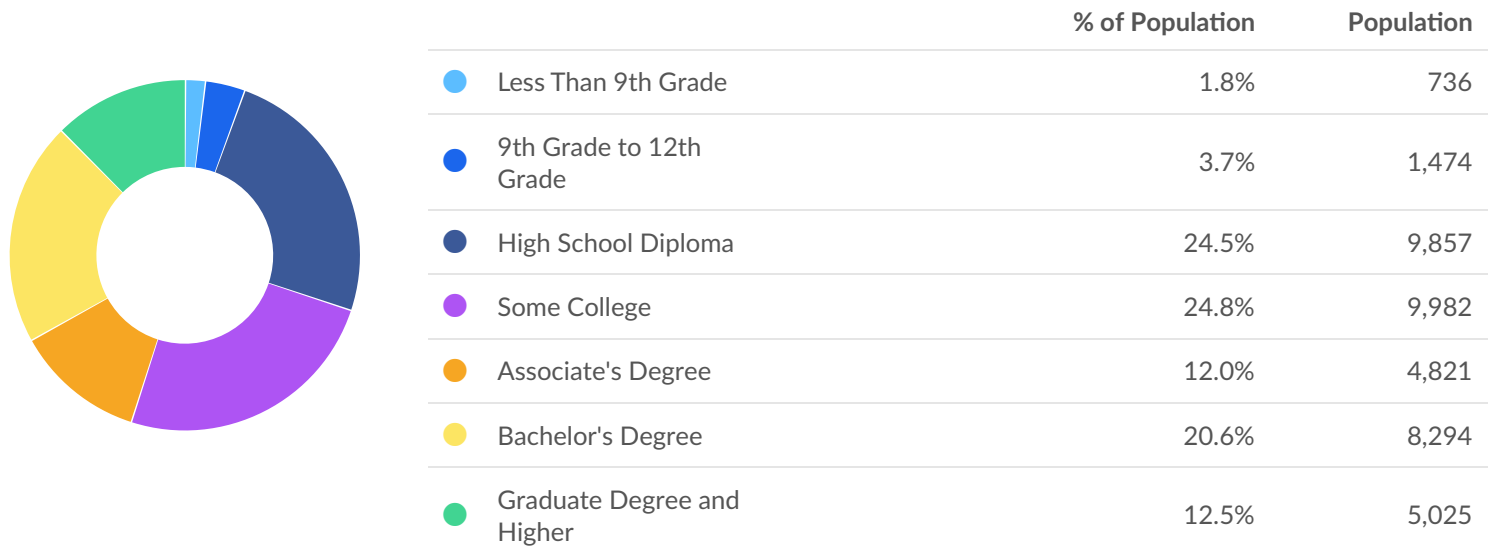 % of Population Population
Less Than 9th Grade 1.8% 736
9th Grade to 12th
Grade 3.7% 1,474
High School Diploma 24.5% 9,857
Some College 24.8% 9,982
Associate's Degree 12.0% 4,821
Bachelor's Degree 20.6% 8,294
Graduate Degree and
Higher 12.5% 5,025